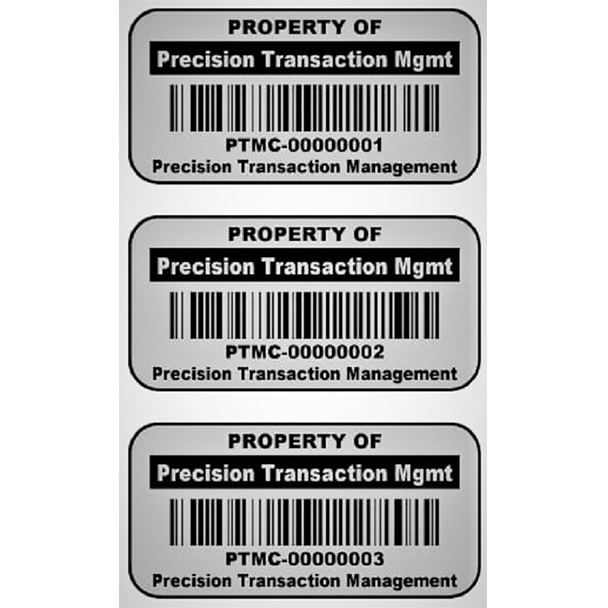 PROPERTY OF
Precision Transaction Mgmt
PTMC-00000001
Precision Transaction Management
PROPERTY OF
Precision Transaction Mgmt
PTMC-00000002
Precision Transaction Management
PROPERTY OF
Precision Transaction Mgmt
PTMC-00000003
Precision Transaction Management